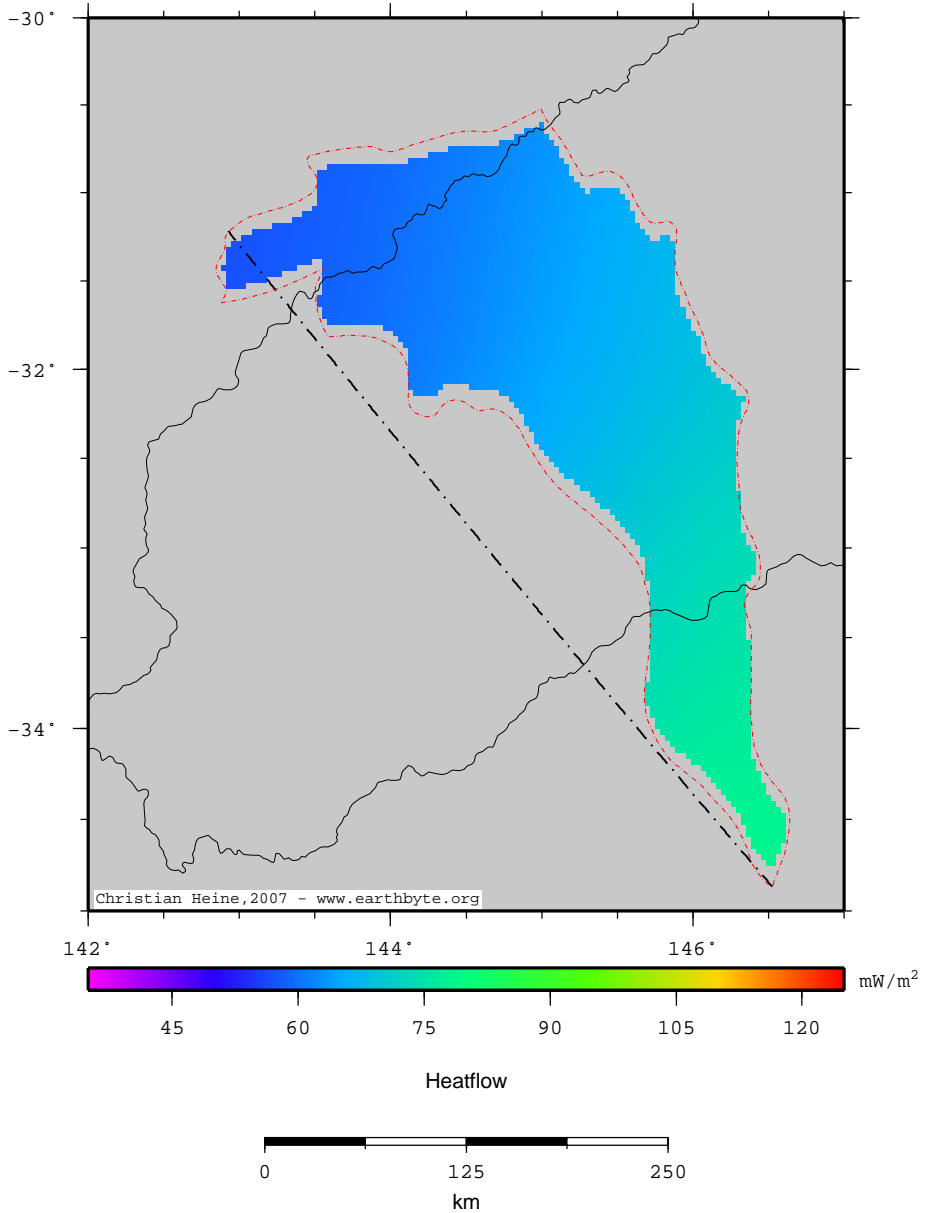 −30°
−32°
−34°
Christian Heine,2007 − www.earthbyte.org
142° 144° 146°
mW/m²
45 60 75 90 105 120
Heatflow
0 125 250
km